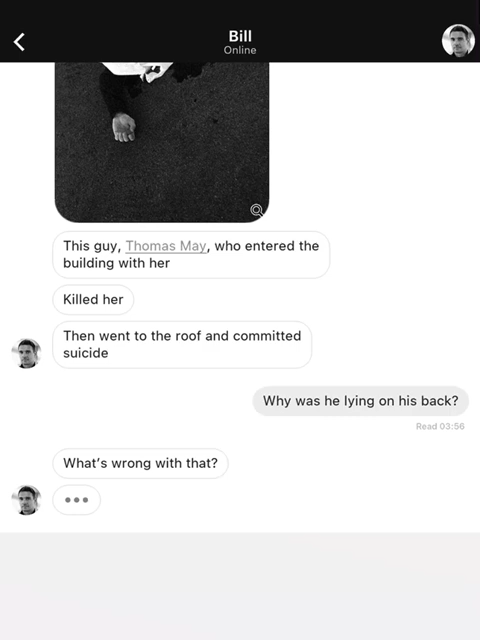 Bill
Online
This guy, Thomas May, who entered the
building with her
Killed her
Then went to the roof and committed
suicide
Why was he lying on his back?
Read 03:56
What’s wrong with that?